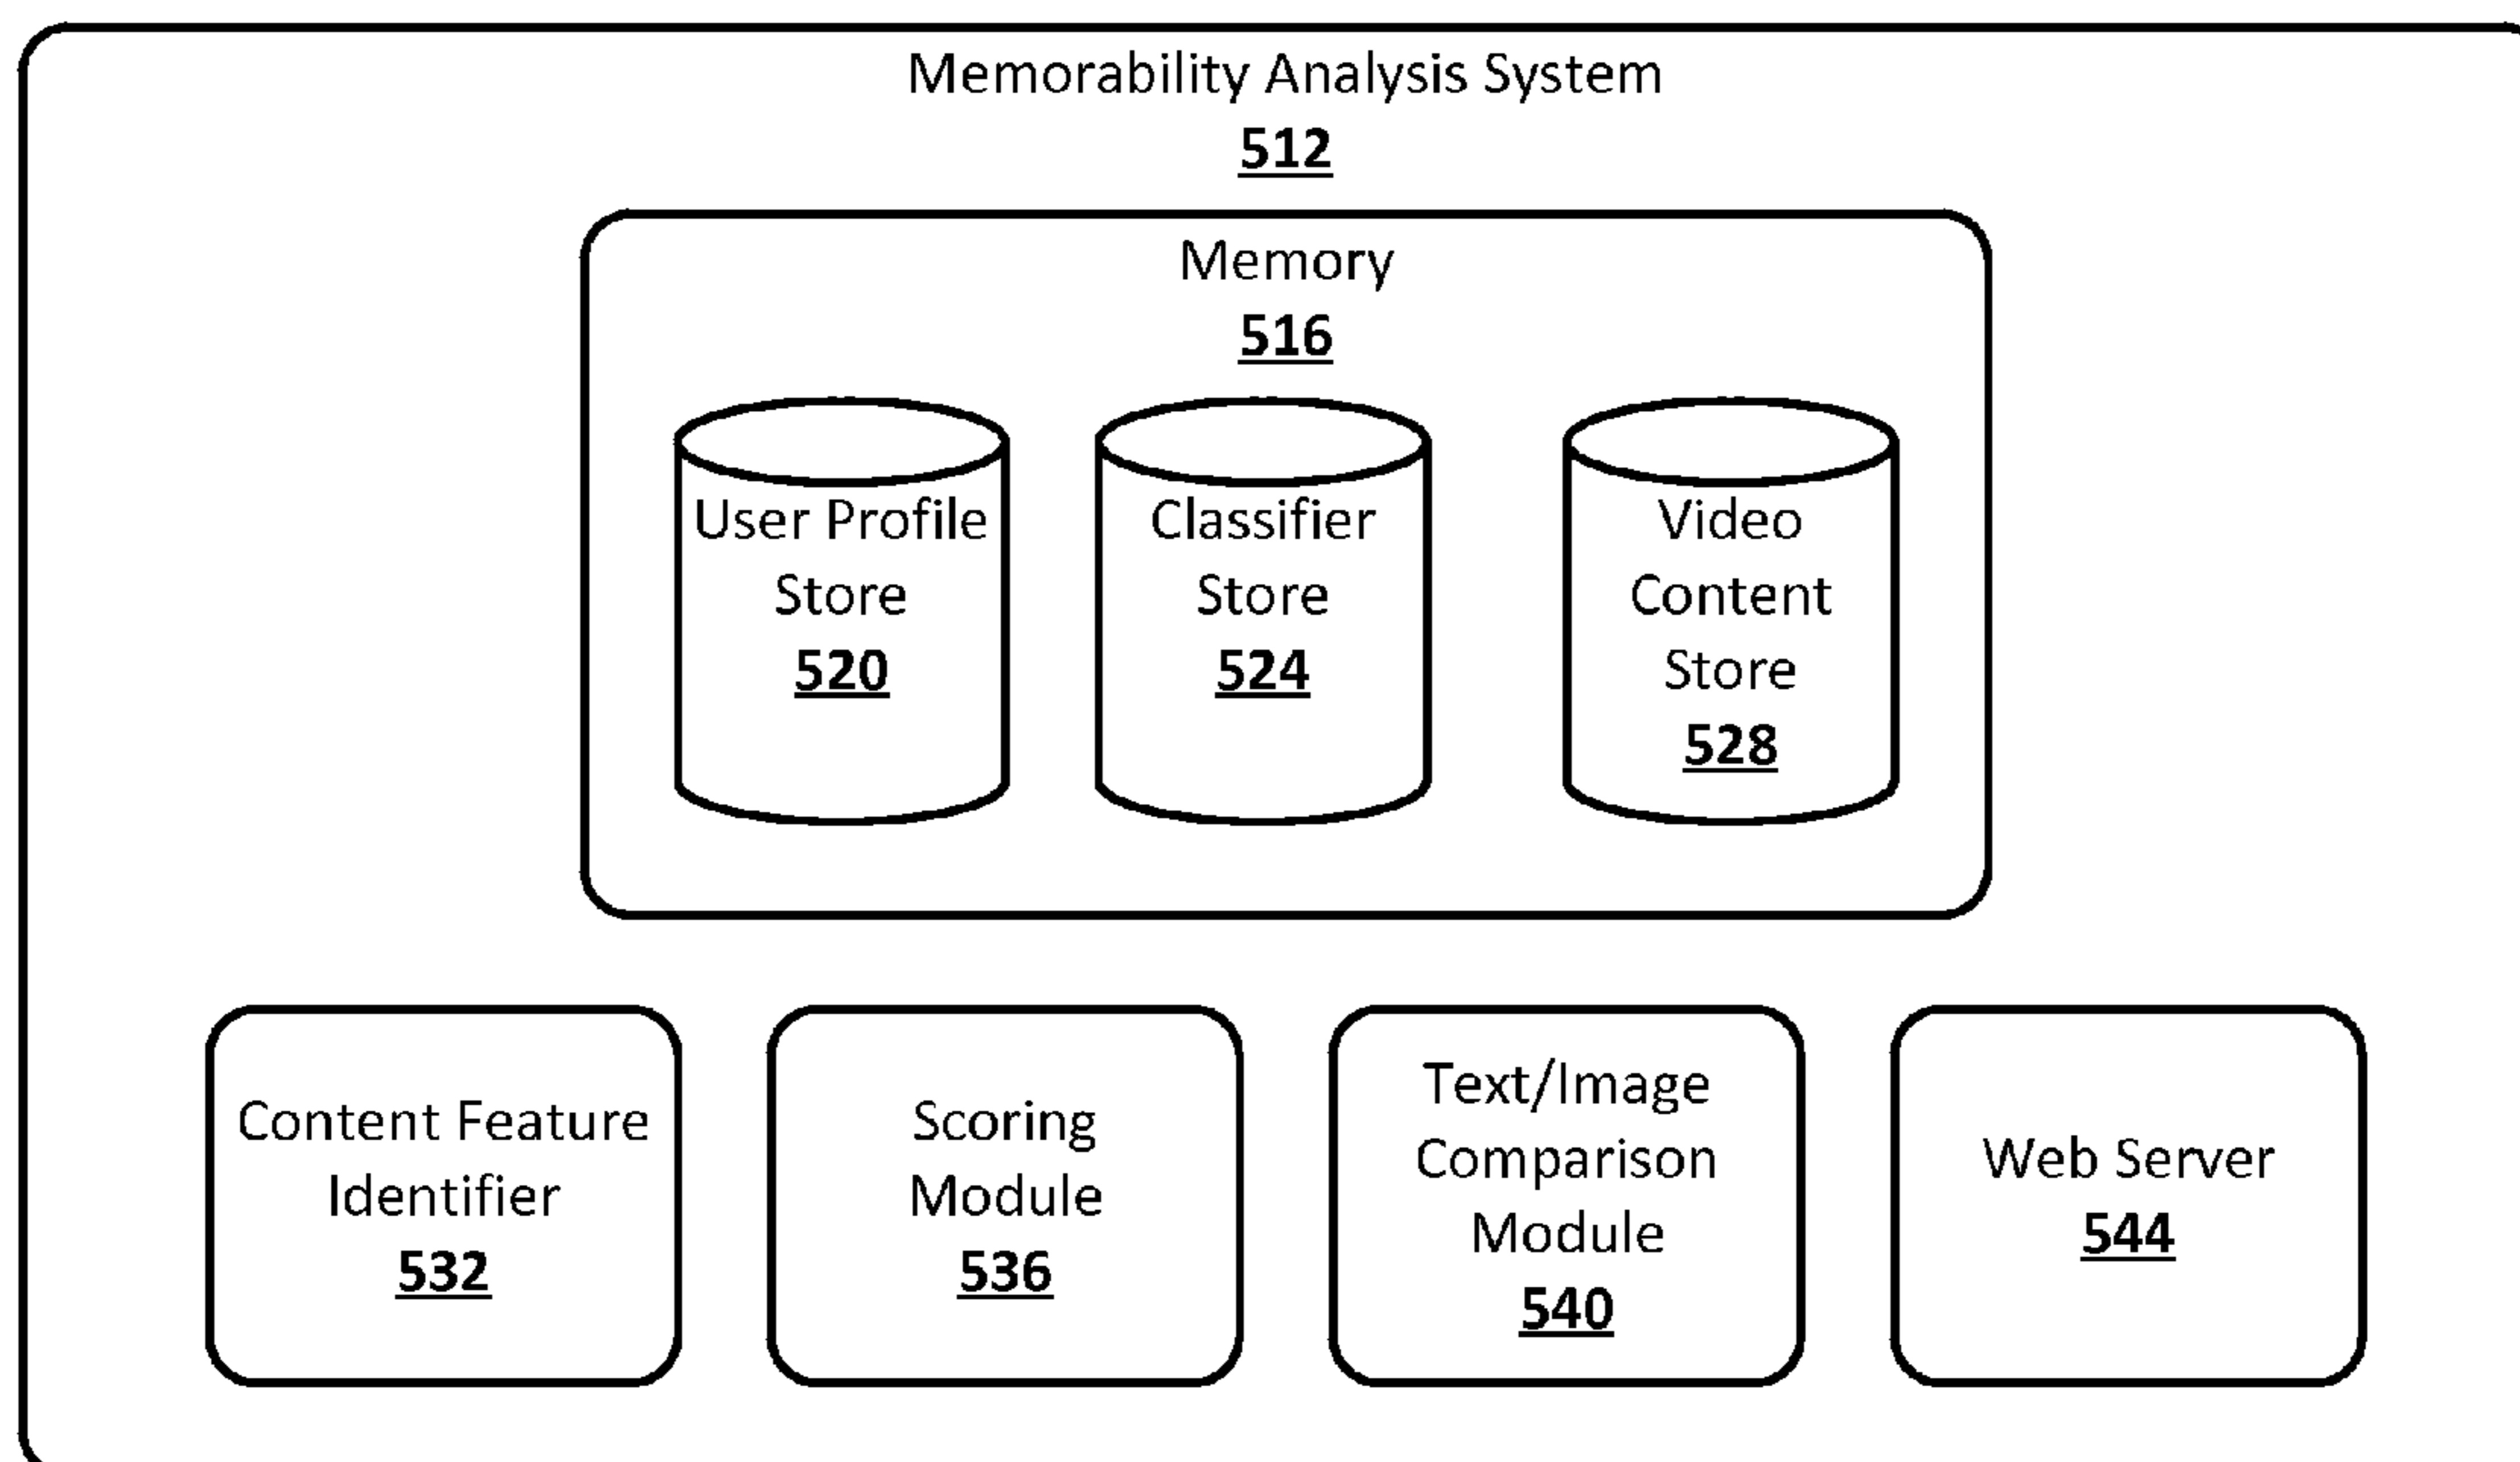 Memorability Analysis System
512
Memory
516
User Profile
Store
520
Classifier
Store
524
Video
Content
Store
528
Content Feature
Identifier
532
Scoring
Module
536
Text/Image
Comparison
Module
540
Web Server
544